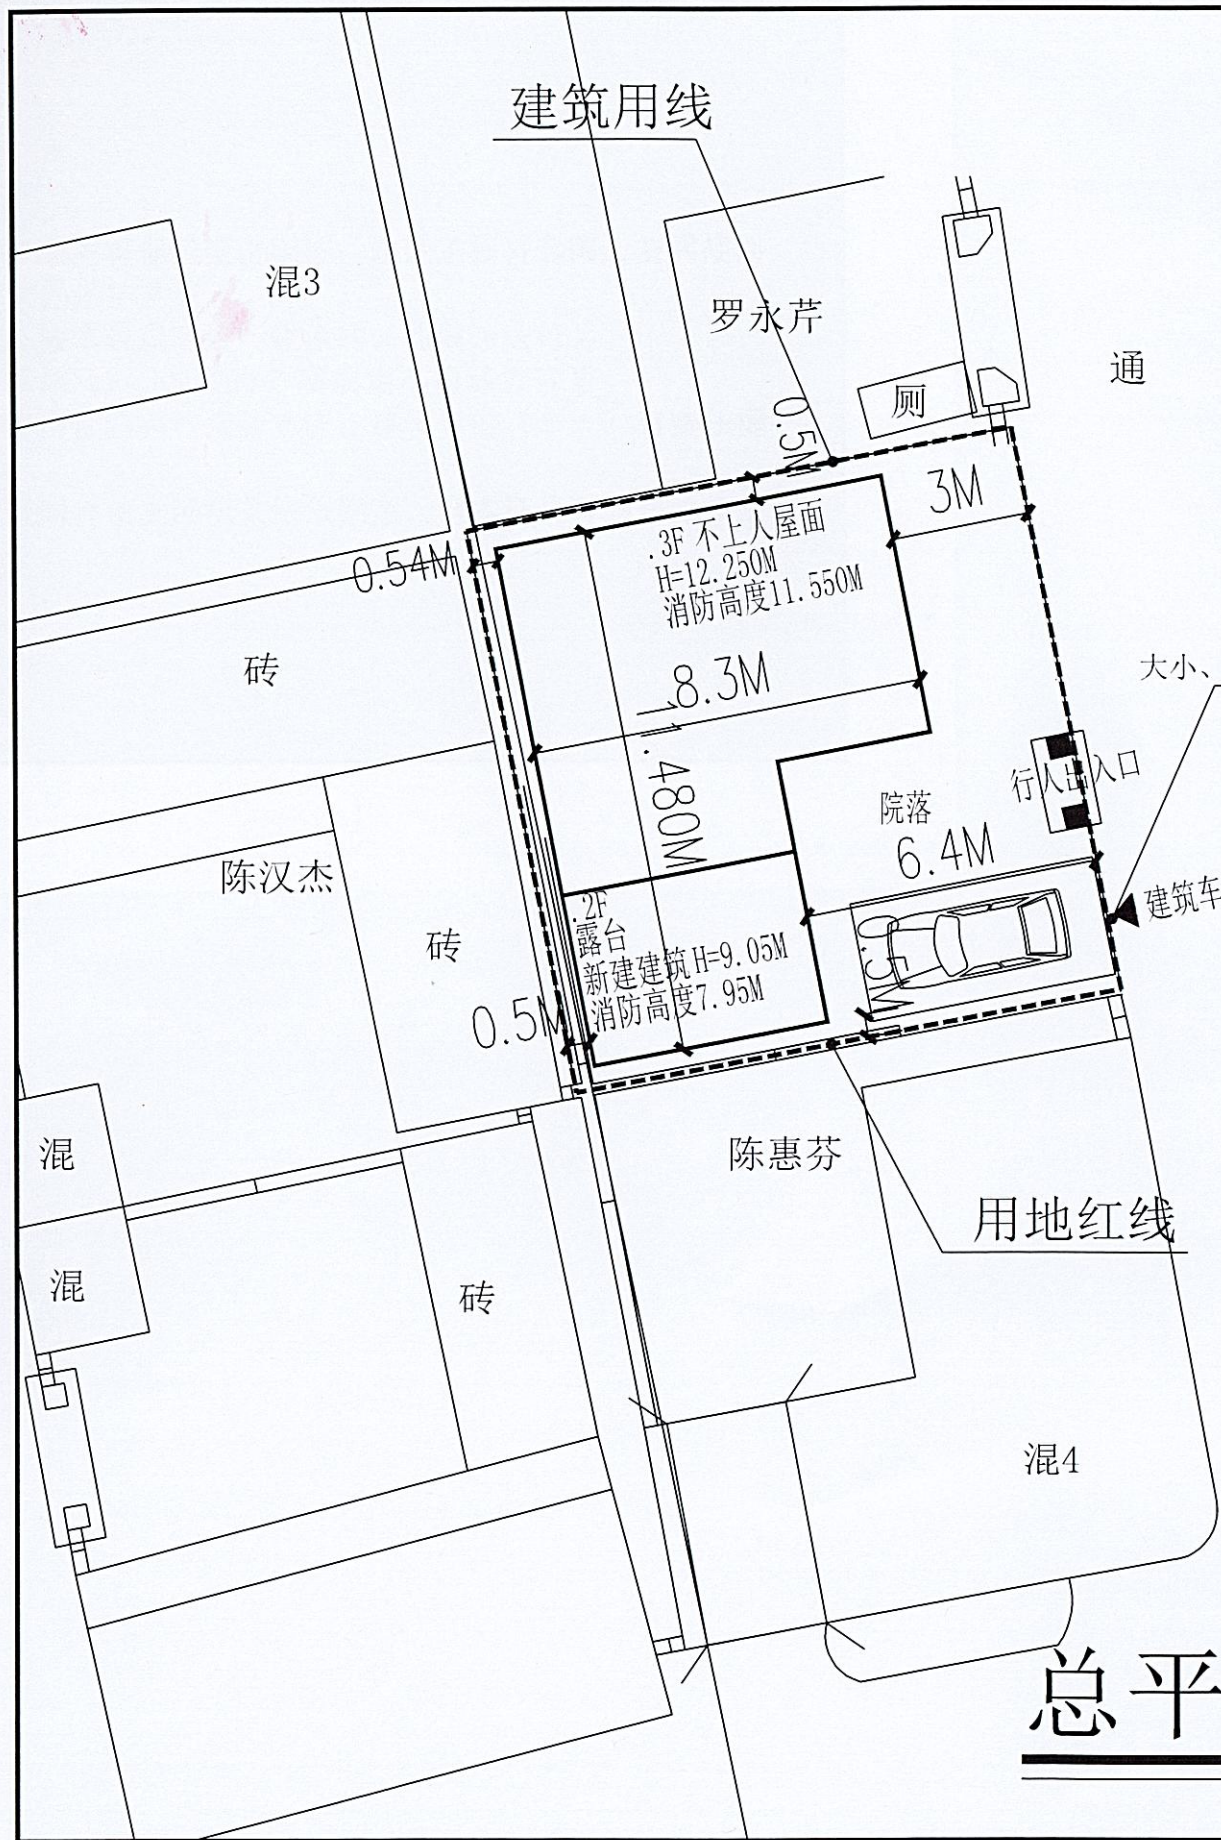 建筑用线
混3
罗永芹
通
厕
0.5M
3M
.3F 不上人屋面
H=12.250M
消防高度11.550M
0.54M
砖
8.3M
大小、
.480M
行人出入口
院落
6.4M
陈汉杰
建筑车
.2F
露台
新建建筑H=9.05M
消防高度7.95M
砖
0.5M
0.5M
混
陈惠芬
用地红线
混
砖
混4
总平